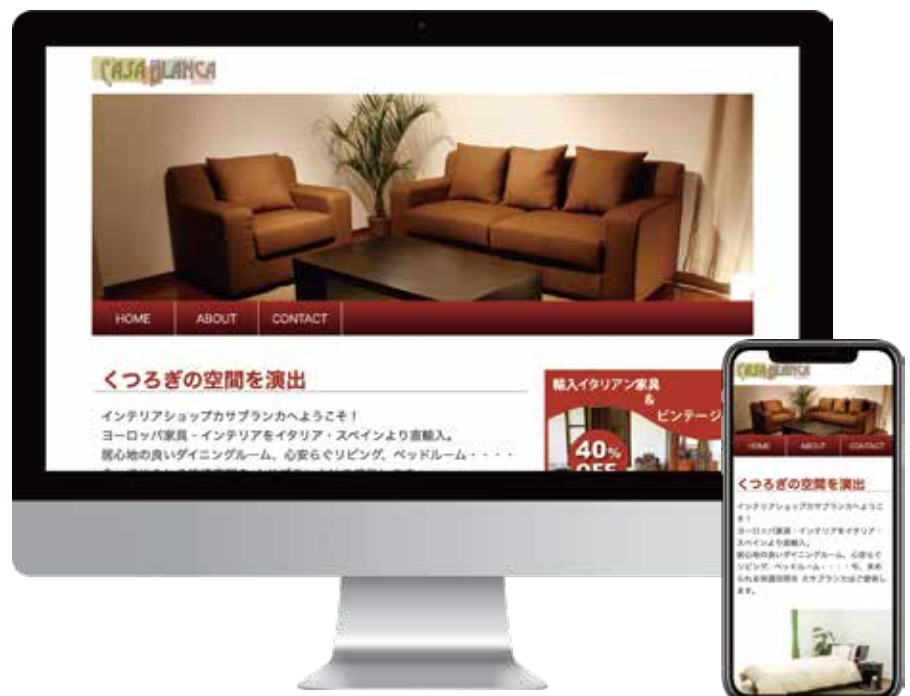 CASA BLANCA
HOME ABOUT CONTACT
くつろぎの空間を演出
インテリアショップカサブランカへようこそ！
ヨーロッパ家具・インテリアをイタリア・スペインより直輸入。
居心地の良いダイニングルーム、心安らぐリビング、ベッドルーム・・・・
輸入イタリアン家具
&
ビンテージ
40%
OFF
CASA BLANCA
HOME ABOUT CONTACT
くつろぎの空間を演出
インテリアショップカサブランカへようこ
そ！
ヨーロッパ家具・インテリアをイタリア・
スペインより直輸入。
居心地の良いダイニングルーム、心安らぐ
リビング、ベッドルーム・・・・今、求め
られる快適空間を カサブランカはご提案し
ます。